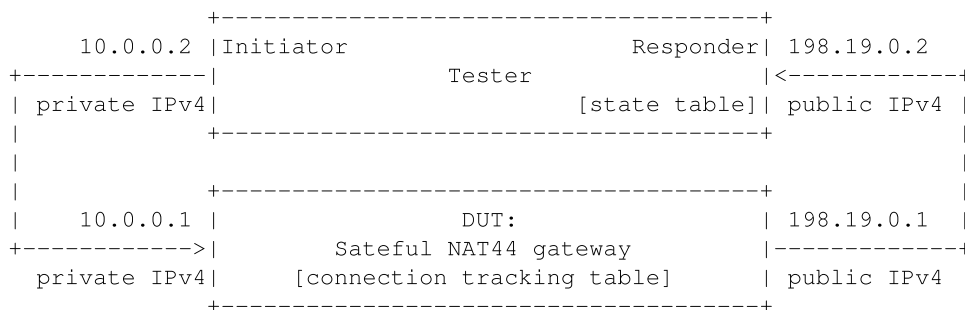 +--------------------------------------+
10.0.0.2 |Initiator Responder| 198.19.0.2
+-------------| Tester |<------------+
| private IPv4| [state table]| public IPv4 |
| +--------------------------------------+ |
| |
| +--------------------------------------+ |
| 10.0.0.1 | DUT: | 198.19.0.1 |
+------------>| Sateful NAT44 gateway |-------------+
private IPv4| [connection tracking table] | public IPv4
+--------------------------------------+